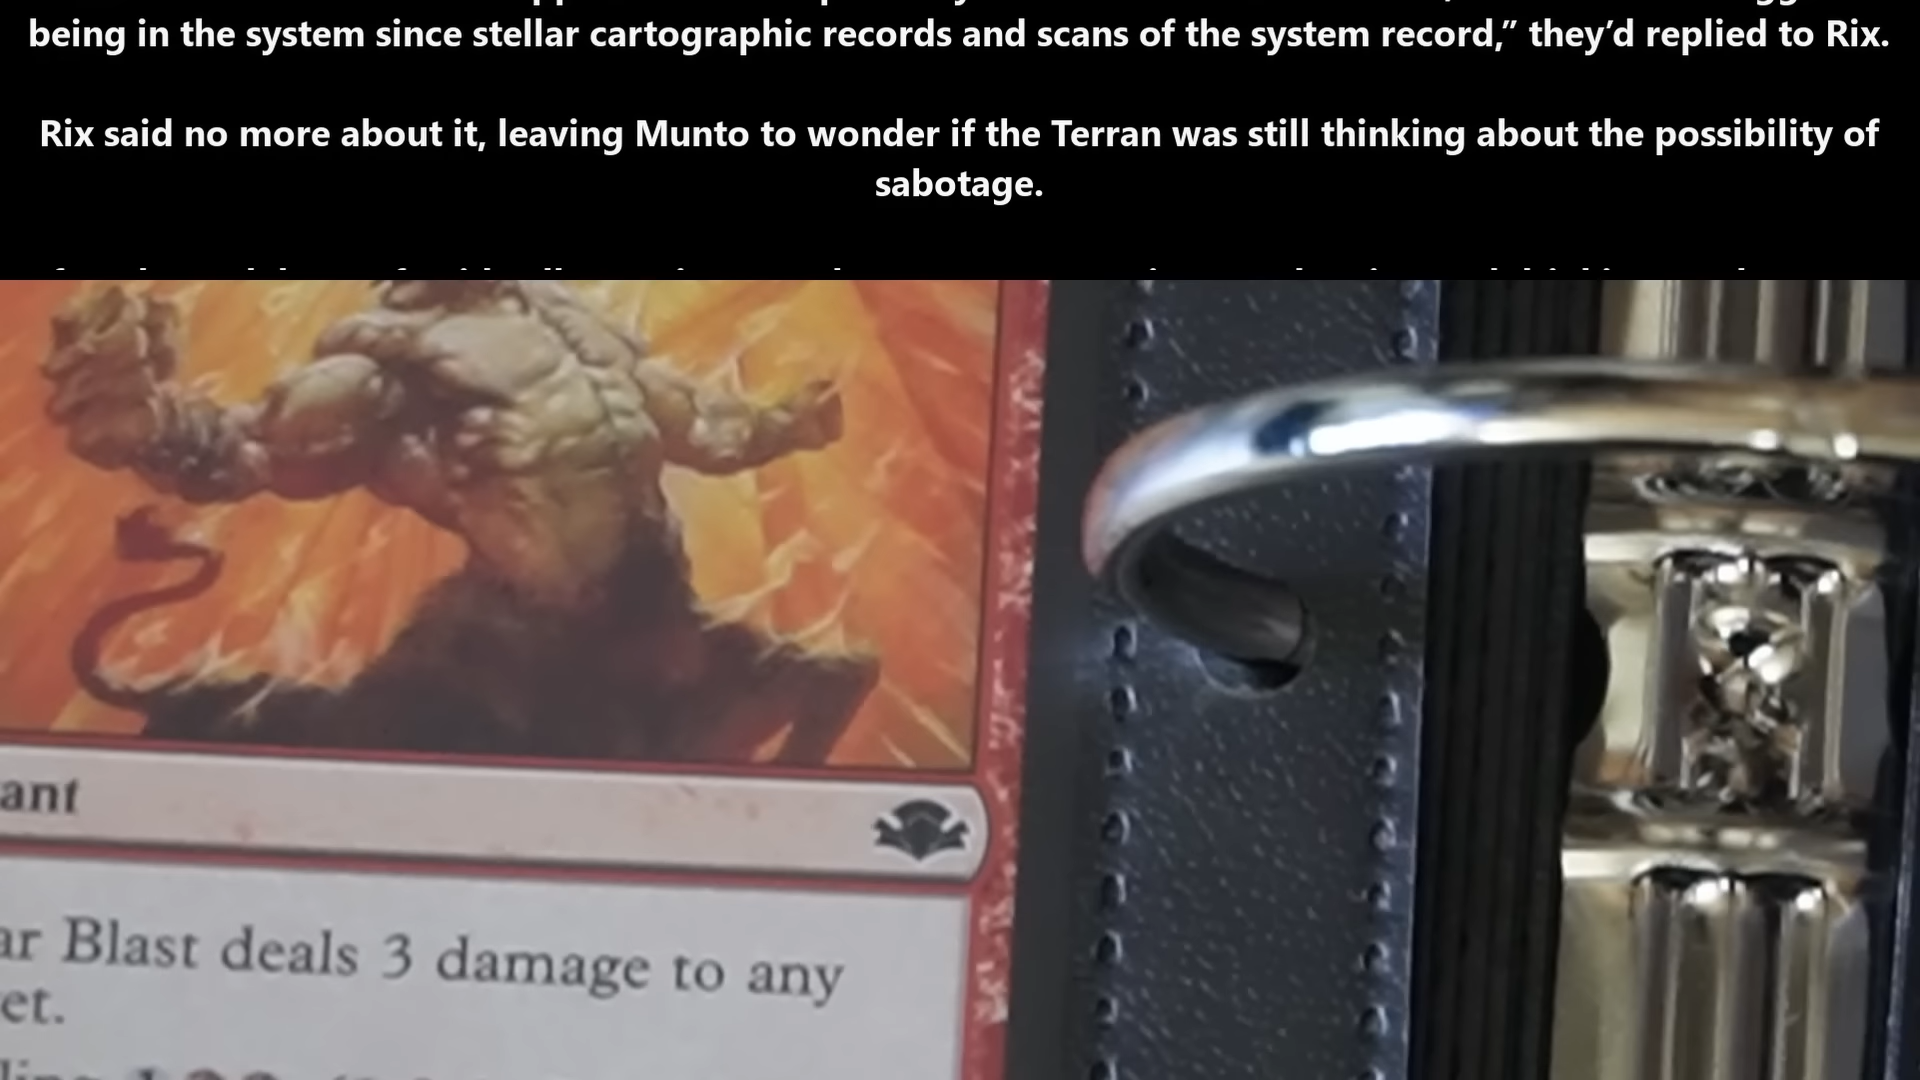 being in the system since stellar cartographic records and scans of the system record,” they’d replied to Rix.
Rix said no more about it, leaving Munto to wonder if the Terran was still thinking about the possibility of
sabotage.
ant
ar Blast deals 3 damage to any
et.